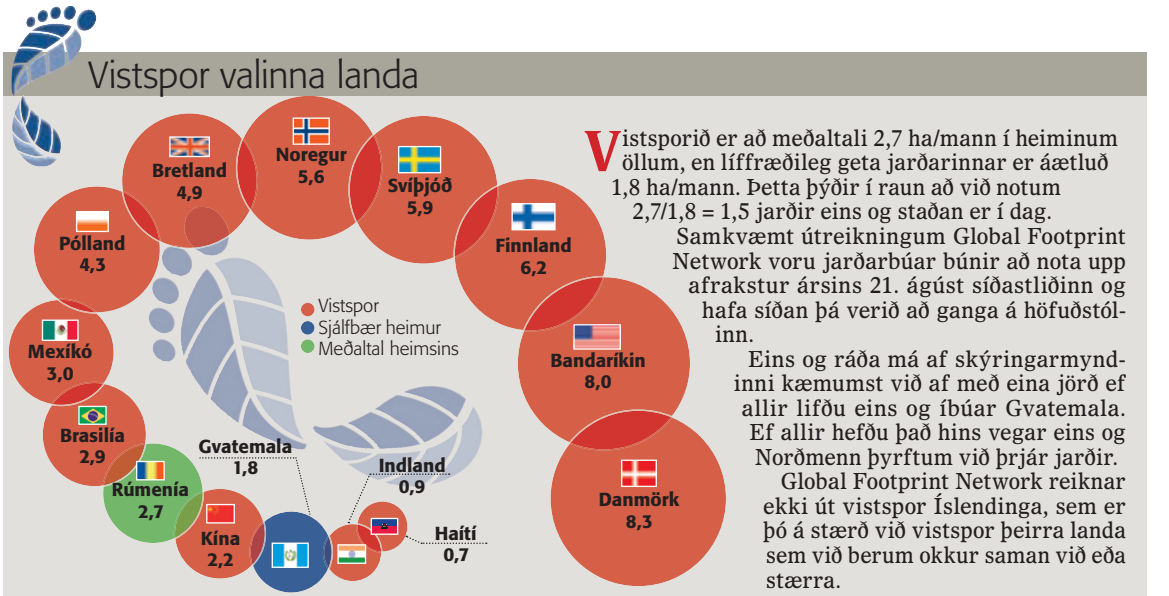 Vistspor valinna landa
Noregur
5,6
Bretland
4,9
Svíþjóð
5,9
Pólland
4,3
Finnland
6,2
Mexíkó
3,0
Bandaríkin
8,0
Brasilía
2,9
Rúmenía
2,7
Kína
2,2
Gvatemala
1,8
Indland
0,9
Haítí
0,7
Danmörk
8,3
Vistspor
Sjálfbær heimur
Meðaltal heimsins
Vistsporið er að meðaltali 2,7 ha/mann í heiminum
öllum, en líffræðileg geta jarðarinnar er áætluð
1,8 ha/mann. Þetta þýðir í raun að við notum
2,7/1,8 = 1,5 jarðir eins og staðan er í dag.
Samkvæmt útreikningum Global Footprint
Network voru jarðarbúar búnir að nota upp
afrakstur ársins 21. ágúst síðastliðinn og
hafa síðan þá verið að ganga á höfuðstól-
inn.
Eins og ráða má af skýringarmynd-
inni kæmumst við af með eina jörð ef
allir lifðu eins og íbúar Gvatemala.
Ef allir hefðu það hins vegar eins og
Norðmenn þyrftum við þrjár jarðir.
Global Footprint Network reiknar
ekki út vistspor Íslendinga, sem er
þó á stærð við vistspor þeirra landa
sem við berum okkur saman við eða
stærra.